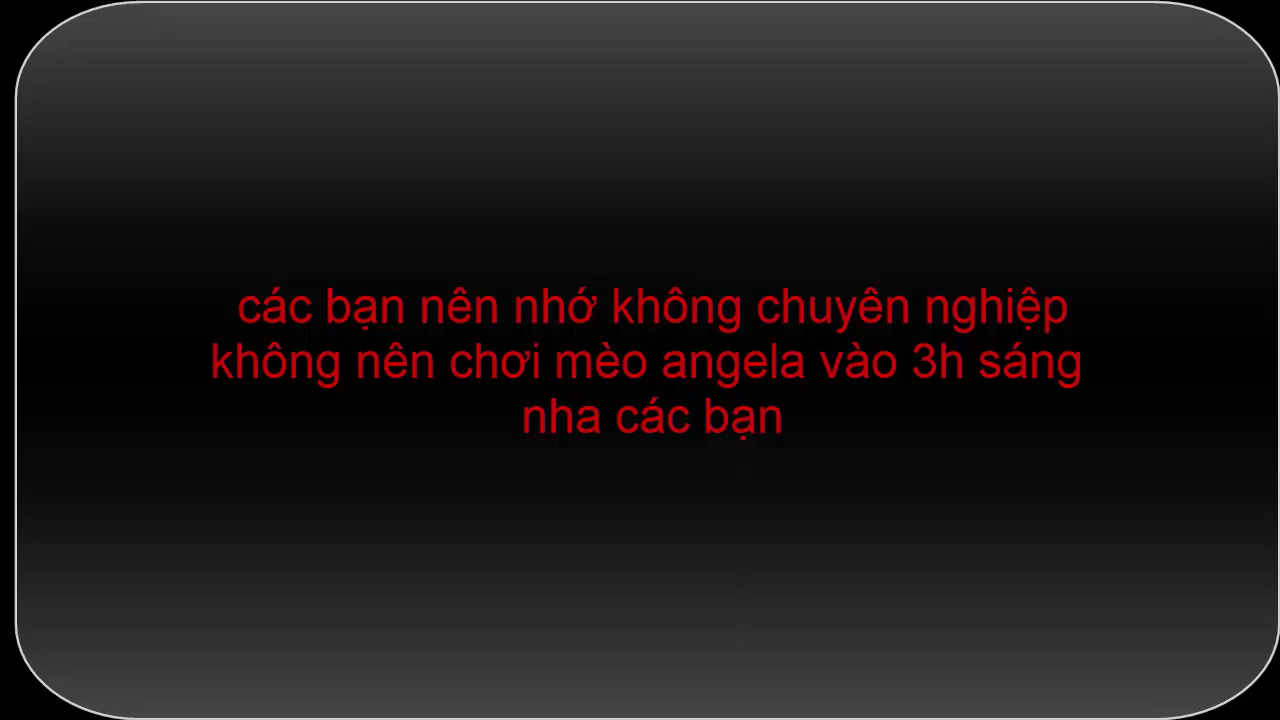 các bạn nên nhớ không chuyên nghiệp
không nên chơi mèo angela vào 3h sáng
nha các bạn